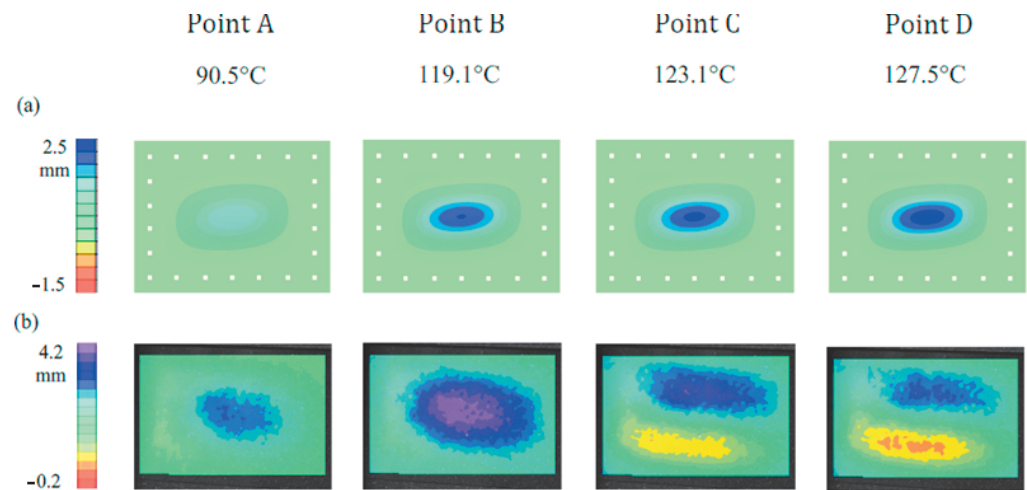 Point A Point B Point C Point D
90.5°C 119.1°C 123.1°C 127.5°C
(a)
2.5
mm
-1.5
(b)
4.2
mm
-0.2